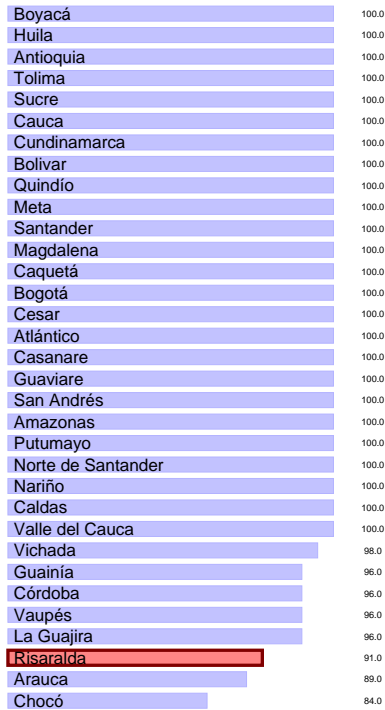 Boyacá 100.0
Huila 100.0
Antioquia 100.0
Tolima 100.0
Sucre 100.0
Cauca 100.0
Cundinamarca 100.0
Bolivar 100.0
Quindío 100.0
Meta 100.0
Santander 100.0
Magdalena 100.0
Caquetá 100.0
Bogotá 100.0
Cesar 100.0
Atlántico 100.0
Casanare 100.0
Guaviare 100.0
San Andrés 100.0
Amazonas 100.0
Putumayo 100.0
Norte de Santander 100.0
Nariño 100.0
Caldas 100.0
Valle del Cauca 100.0
Vichada 98.0
Guainía 96.0
Córdoba 96.0
Vaupés 96.0
La Guajira 96.0
Risaralda 91.0
Arauca 89.0
Chocó 84.0